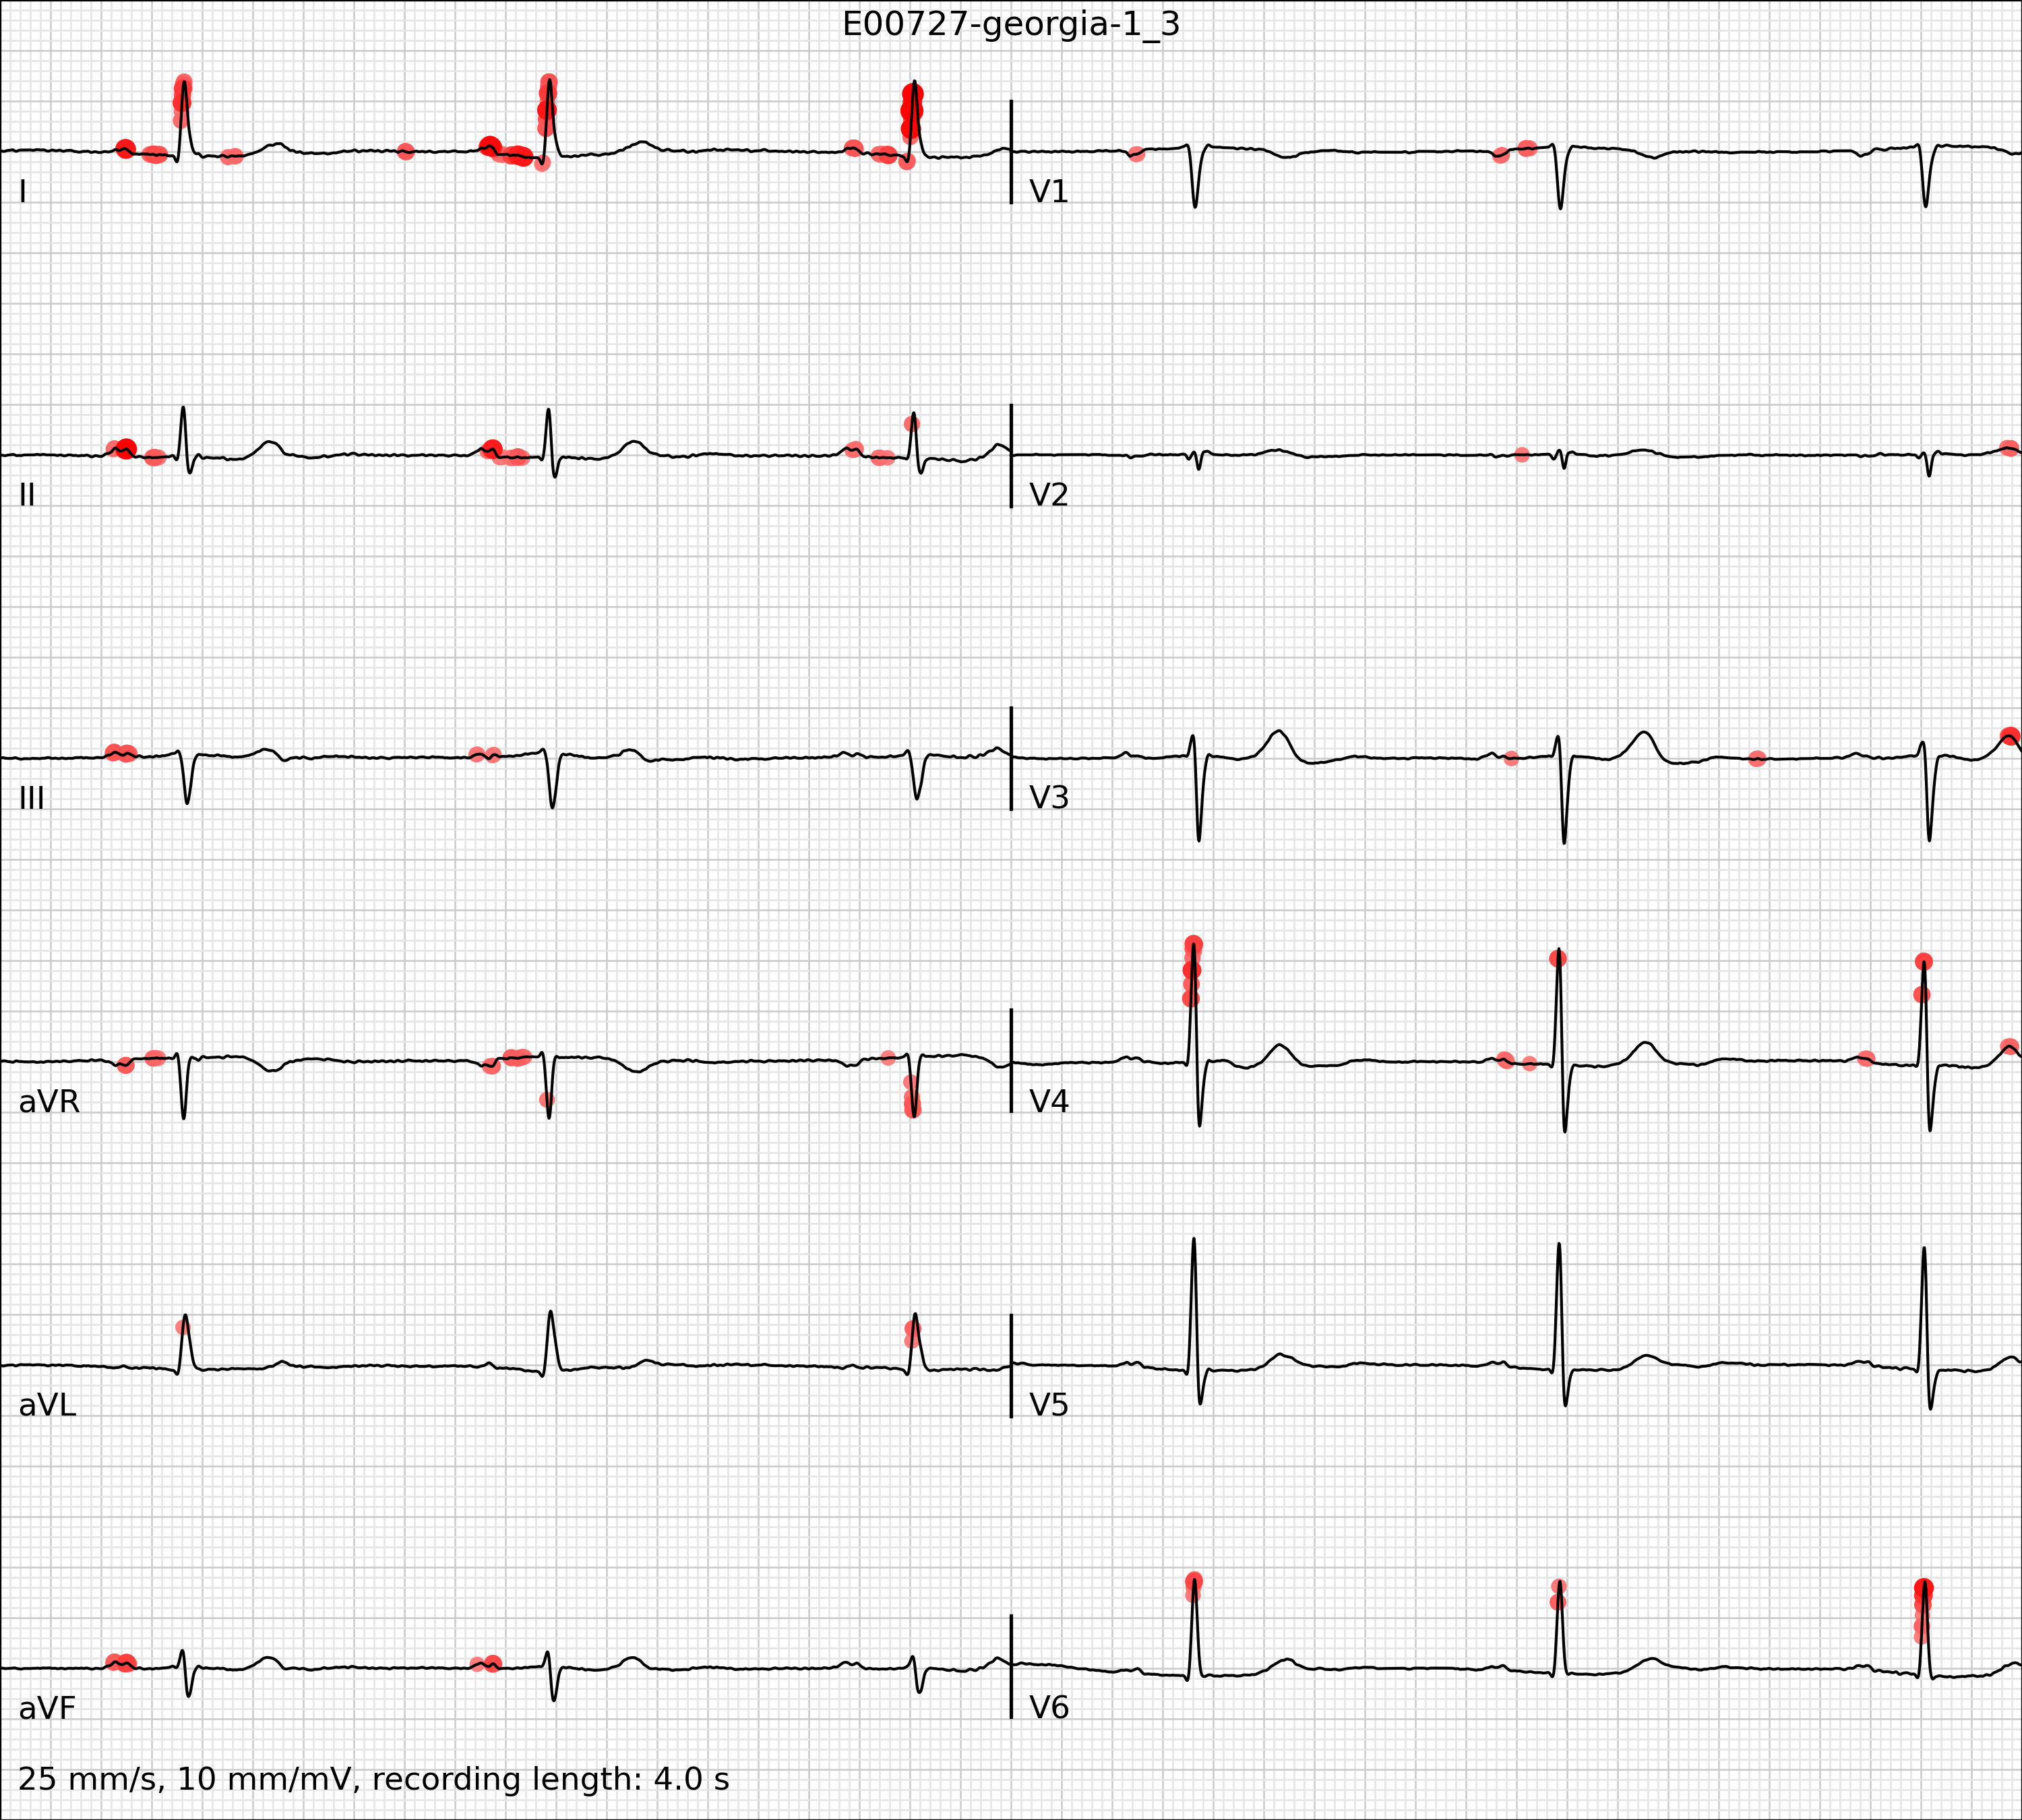 E00727-georgia-1_3
I
V1
II
V2
III
V3
aVR
V4
aVL
V5
aVF
V6
25 mm/s, 10 mm/mV, recording length: 4.0 s